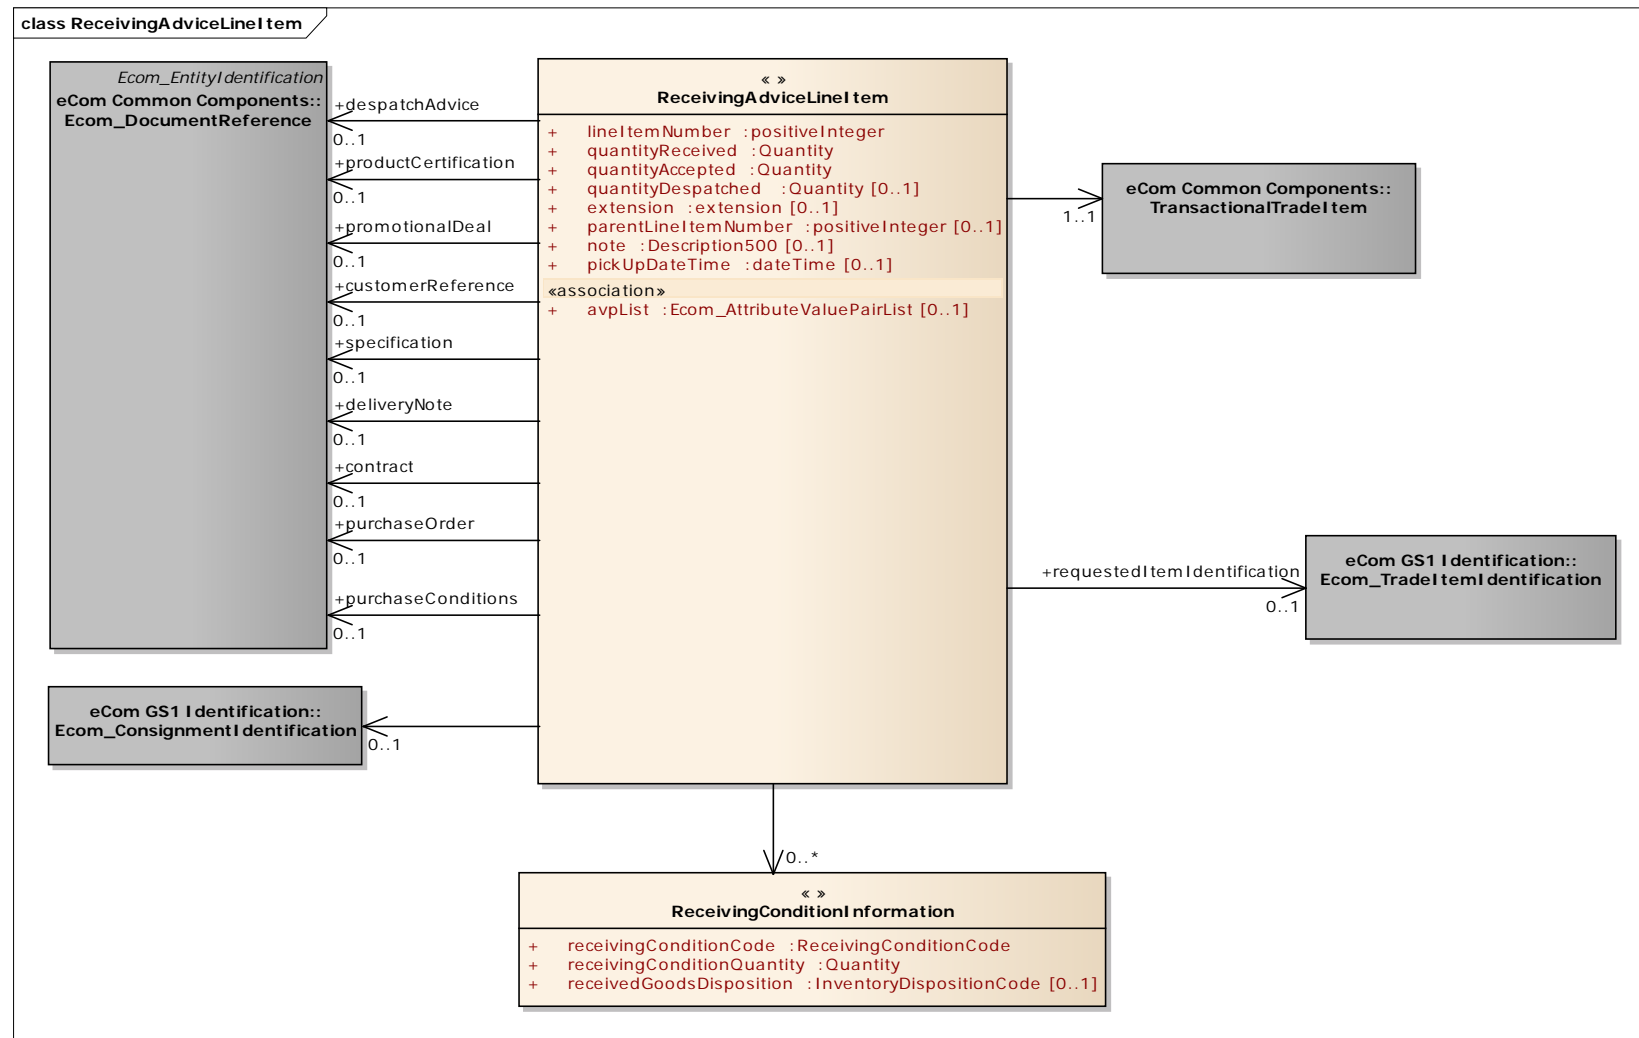 class ReceivingAdviceLineItem
Ecom_EntityIdentification
eCom Common Components::
Ecom_DocumentReference
+despatchAdvice
0..1
+productCertification
0..1
+promotionalDeal
0..1
+customerReference
0..1
+specification
0..1
+deliveryNote
0..1
+contract
0..1
+purchaseOrder
0..1
+purchaseConditions
0..1
« »
ReceivingAdviceLineItem
+ lineItemNumber :positiveInteger
+ quantityReceived :Quantity
+ quantityAccepted :Quantity
+ quantityDespatched :Quantity [0..1]
+ extension :extension [0..1]
+ parentLineItemNumber :positiveInteger [0..1]
+ note :Description500 [0..1]
+ pickUpDateTime :dateTime [0..1]
«association»
+ avpList :Ecom_AttributeValuePairList [0..1]
1..1
eCom Common Components::
TransactionalTradeItem
+requestedItemIdentification
0..1
eCom GS1 Identification::
Ecom_TradeItemIdentification
eCom GS1 Identification::
Ecom_ConsignmentIdentification
0..1
0..*
« »
ReceivingConditionInformation
+ receivingConditionCode :ReceivingConditionCode
+ receivingConditionQuantity :Quantity
+ receivedGoodsDisposition :InventoryDispositionCode [0..1]